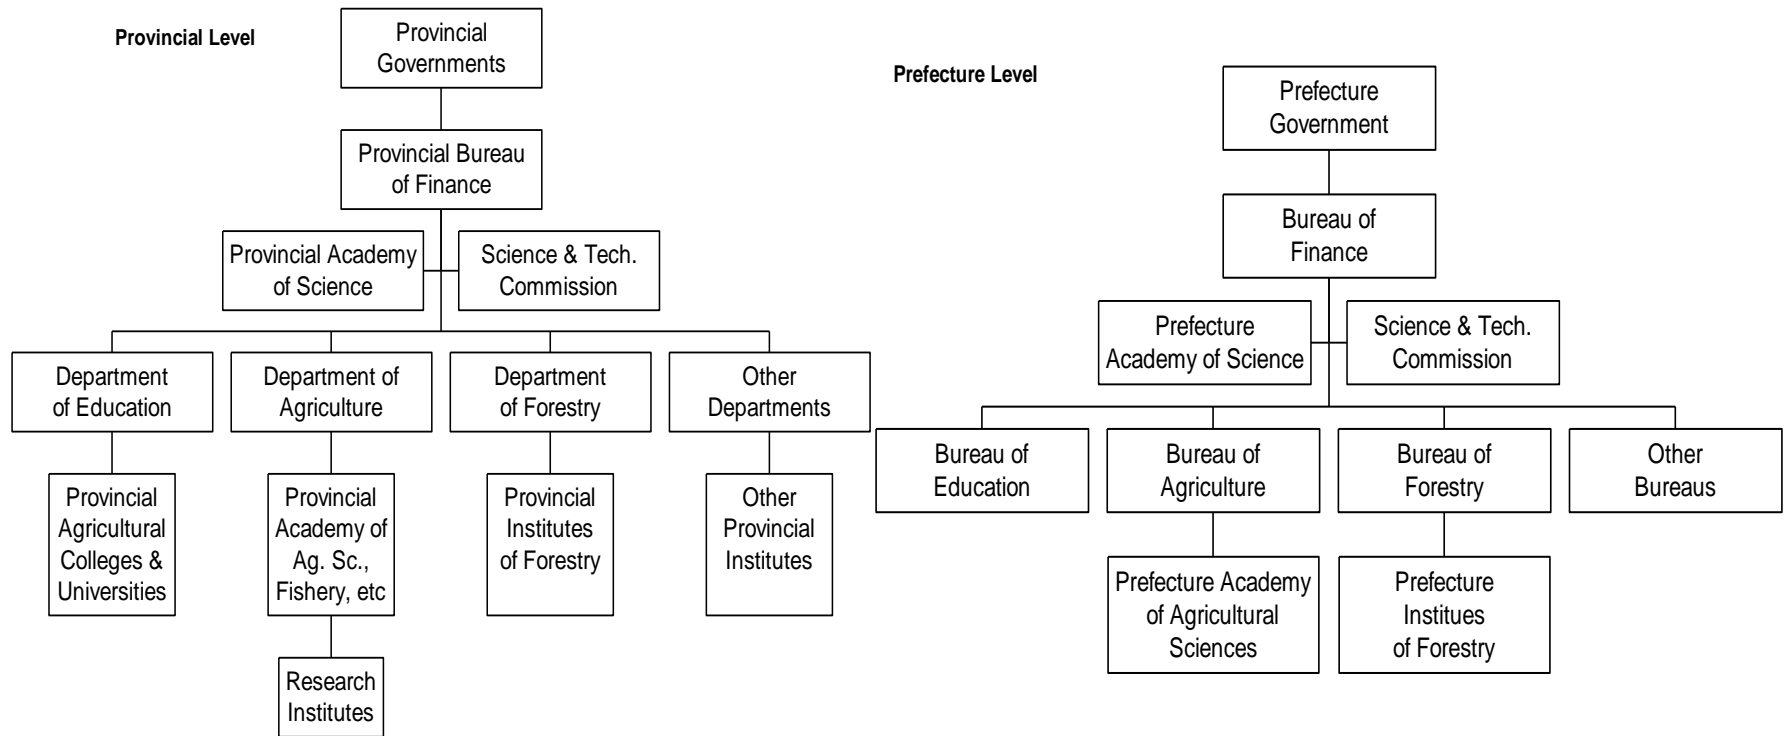 Provincial Level
Provincial
Governments
Provincial Bureau
of Finance
Provincial Academy
of Science
Science & Tech.
Commission
Department
of Education
Department of
Agriculture
Department
of Forestry
Other
Departments
Provincial
Agricultural
Colleges &
Universities
Provincial
Academy of
Ag. Sc.,
Fishery, etc
Provincial
Institutes
of Forestry
Other
Provincial
Institutes
Research
Institutes
Prefecture Level
Prefecture
Government
Bureau of
Finance
Prefecture
Academy of Science
Science & Tech.
Commission
Bureau of
Education
Bureau of
Agriculture
Bureau of
Forestry
Other
Bureaus
Prefecture Academy
of Agricultural
Sciences
Prefecture
Institues
of Forestry